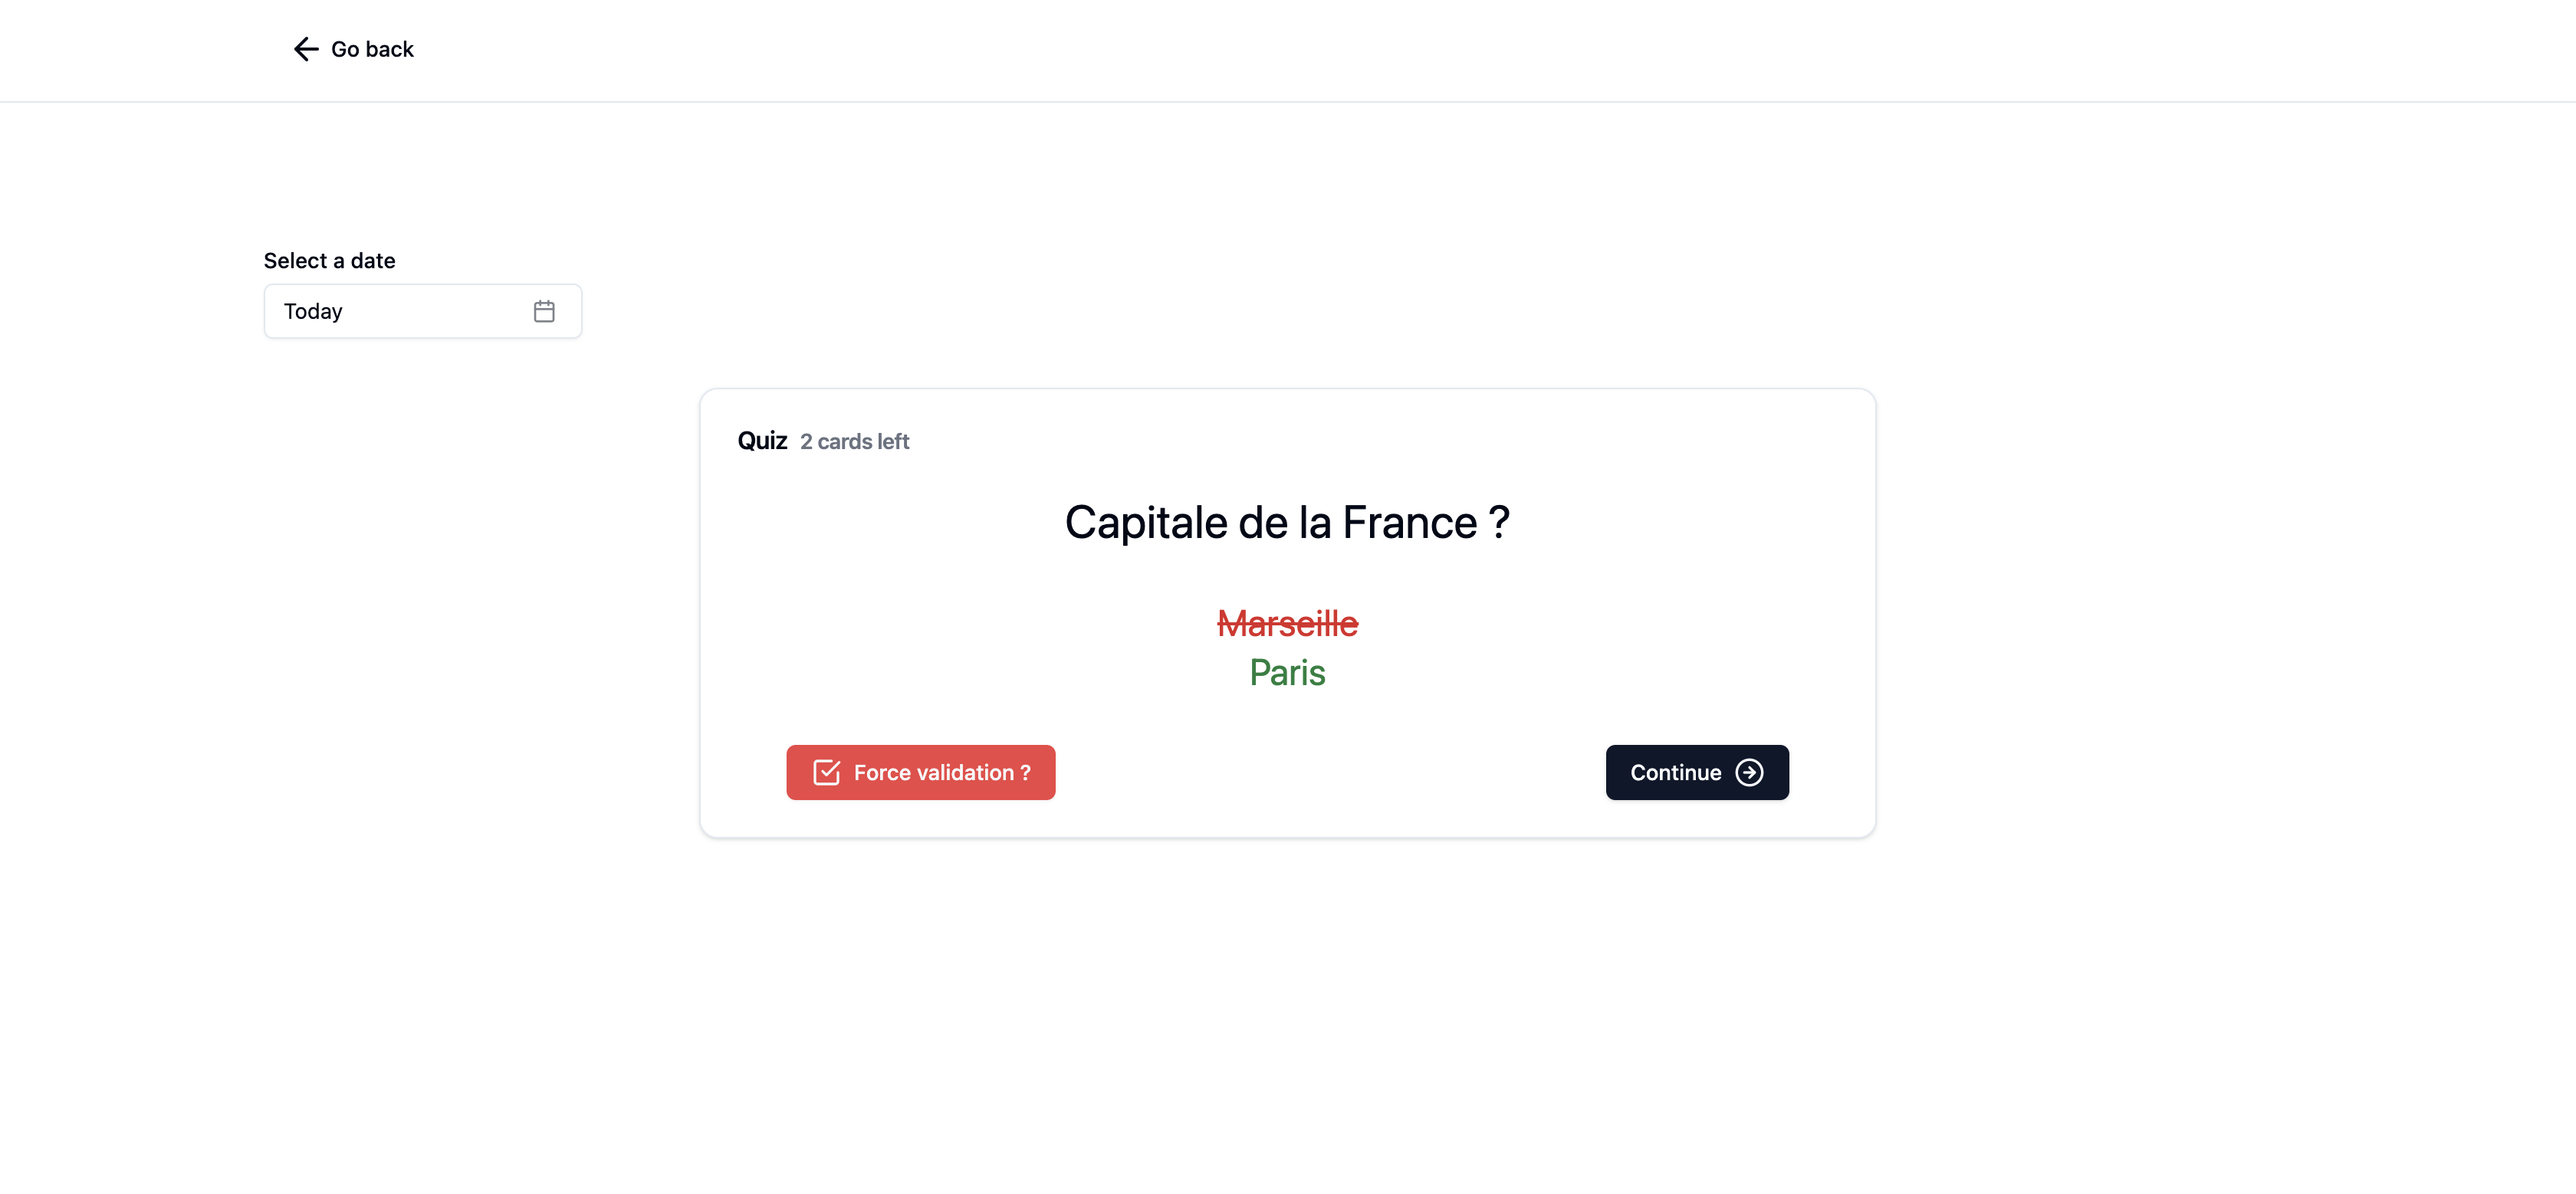 Go back
Select a date
Today
Quiz 2 cards left
Capitale de la France ?
Marseille
Paris
Force validation ?
Continue